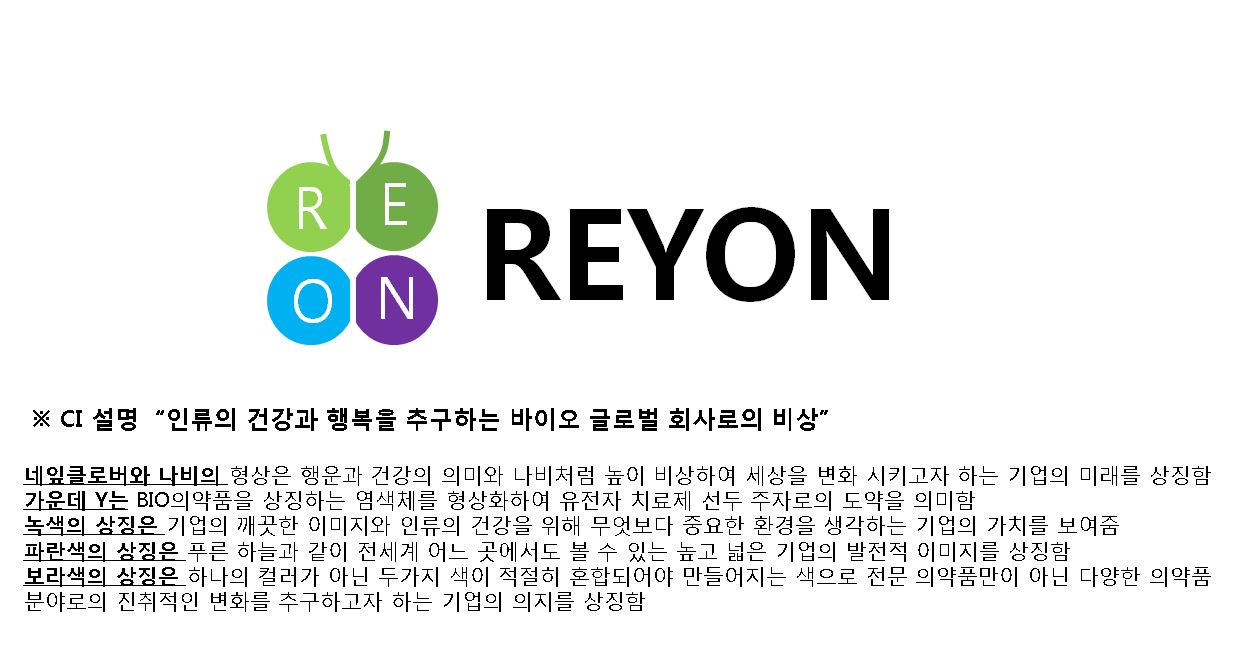 R E
O N
REYON
※ CI 설명 “인류의 건강과 행복을 추구하는 바이오 글로벌 회사로의 비상”
네잎클로버와 나비의 형상은 행운과 건강의 의미와 나비처럼 높이 비상하여 세상을 변화 시키고자 하는 기업의 미래를 상징함
가운데 Y는 BIO의약품을 상징하는 염색체를 형상화하여 유전자 치료제 선두 주자로의 도약을 의미함
녹색의 상징은 기업의 깨끗한 이미지와 인류의 건강을 위해 무엇보다 중요한 환경을 생각하는 기업의 가치를 보여줌
파란색의 상징은 푸른 하늘과 같이 전세계 어느 곳에서도 볼 수 있는 높고 넓은 기업의 발전적 이미지를 상징함
보라색의 상징은 하나의 컬러가 아닌 두가지 색이 적절히 혼합되어야 만들어지는 색으로 전문 의약품만이 아닌 다양한 의약품
분야로의 진취적인 변화를 추구하고자 하는 기업의 의지를 상징함